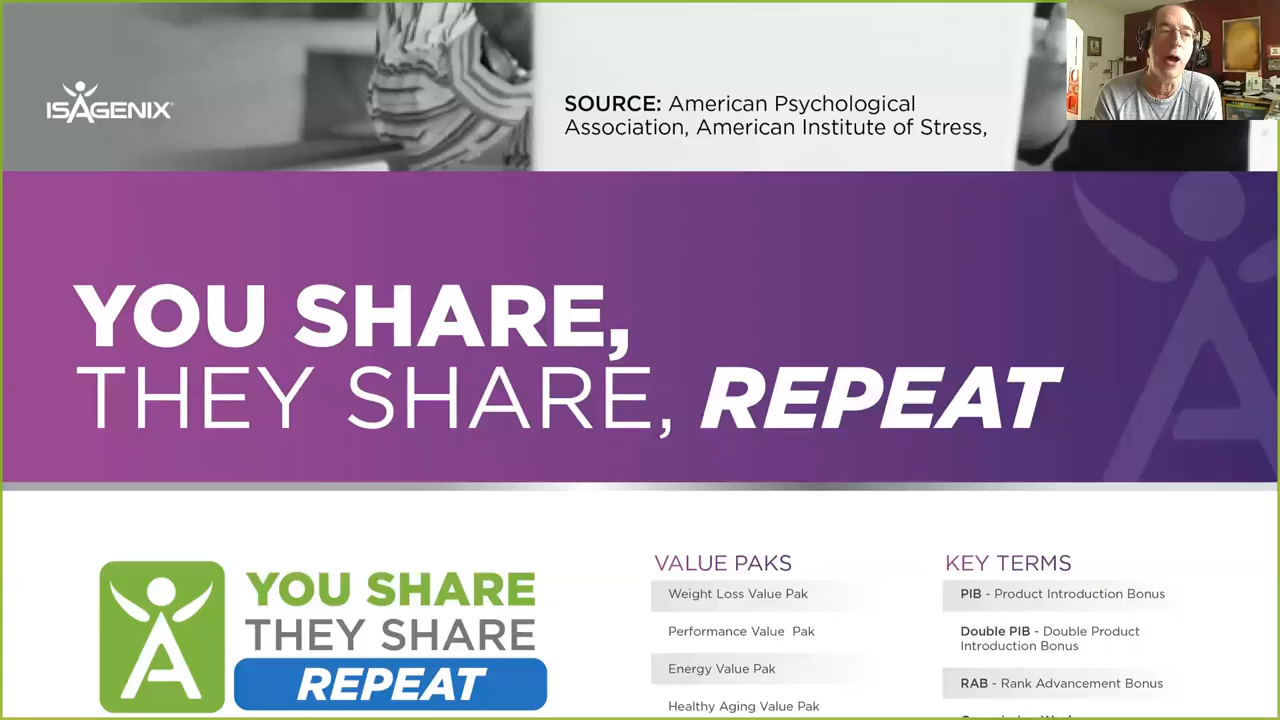 ISAGENIX
SOURCE: American Psychological
Association, American Institute of Stress,
YOU SHARE,
THEY SHARE, REPEAT
YOU SHARE
THEY SHARE
REPEAT
VALUE PAKS
Weight Loss Value Pak
Performance Value Pak
Energy Value Pak
Healthy Aging Value Pak
KEY TERMS
PIB - Product Introduction Bonus
Double PIB - Double Product
Introduction Bonus
RAB - Rank Advancement Bonus